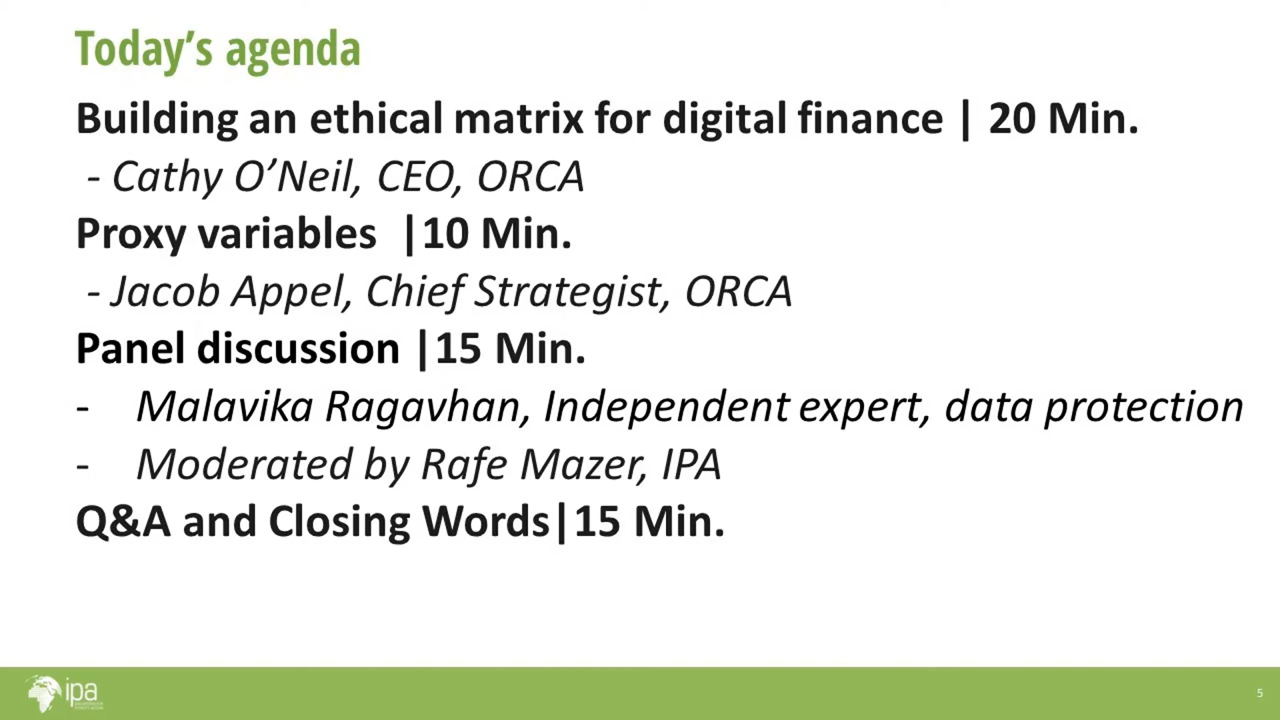 Today’s agenda
Building an ethical matrix for digital finance | 20 Min.
- Cathy O’Neil, CEO, ORCA
Proxy variables |10 Min.
- Jacob Appel, Chief Strategist, ORCA
Panel discussion |15 Min.
- Malavika Ragavhan, Independent expert, data protection
- Moderated by Rafe Mazer, IPA
Q&A and Closing Words|15 Min.
ipa
5